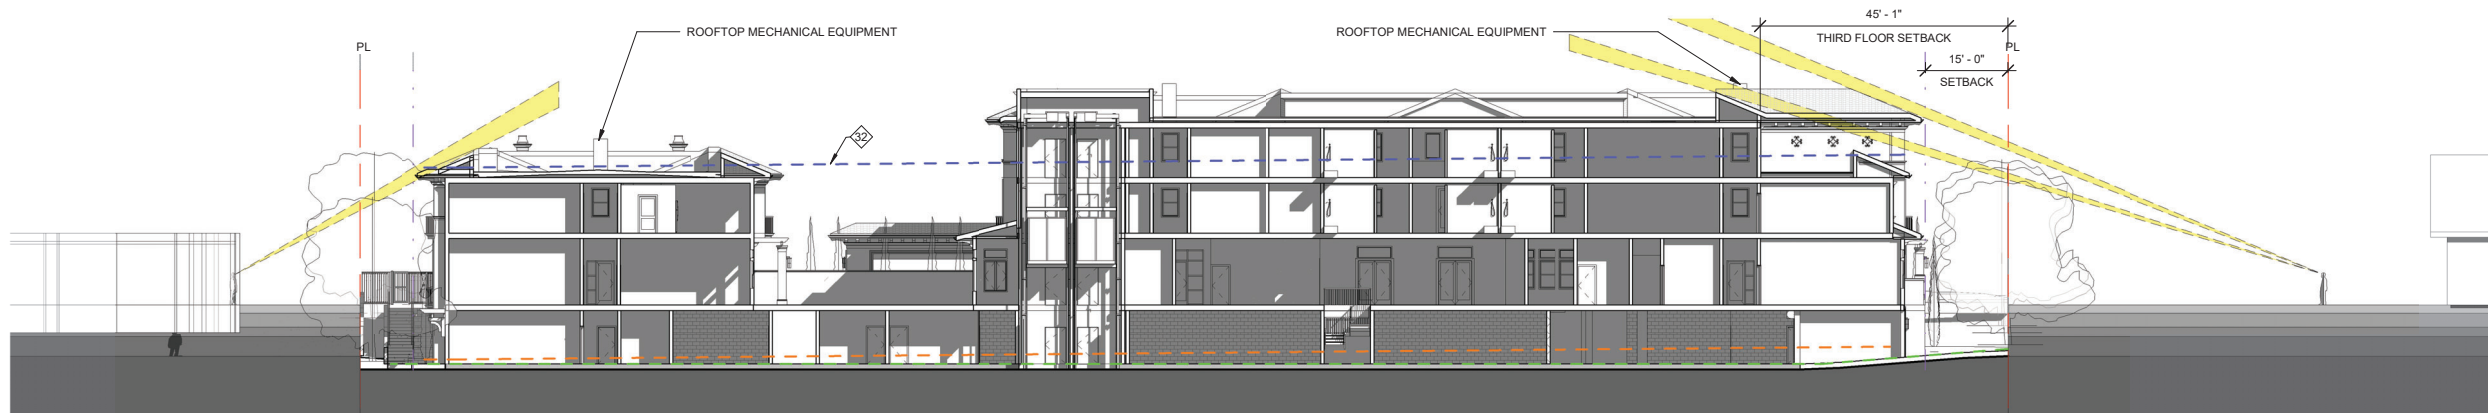 PL
ROOFTOP MECHANICAL EQUIPMENT
32
ROOFTOP MECHANICAL EQUIPMENT
45' - 1"
THIRD FLOOR SETBACK
PL
15' - 0"
SETBACK